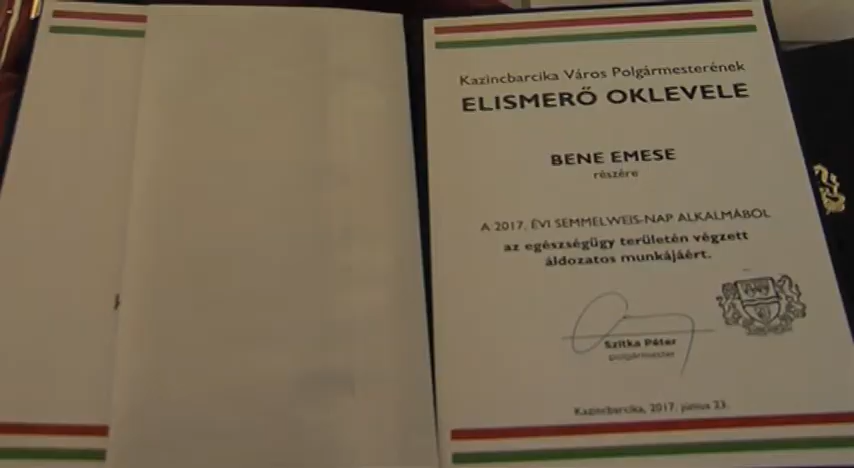 Kazincbarcika Város Polgármesterének
ELISMERŐ OKLEVELE
BENE EMESE
részére
A 2017. ÉVI SEMMELWEIS-NAP ALKALMÁBÓL
az egészségügy területén végzett
áldozatos munkájáért.
Szitka Péter
polgármester
Kazincbarcika, 2017. június 23.